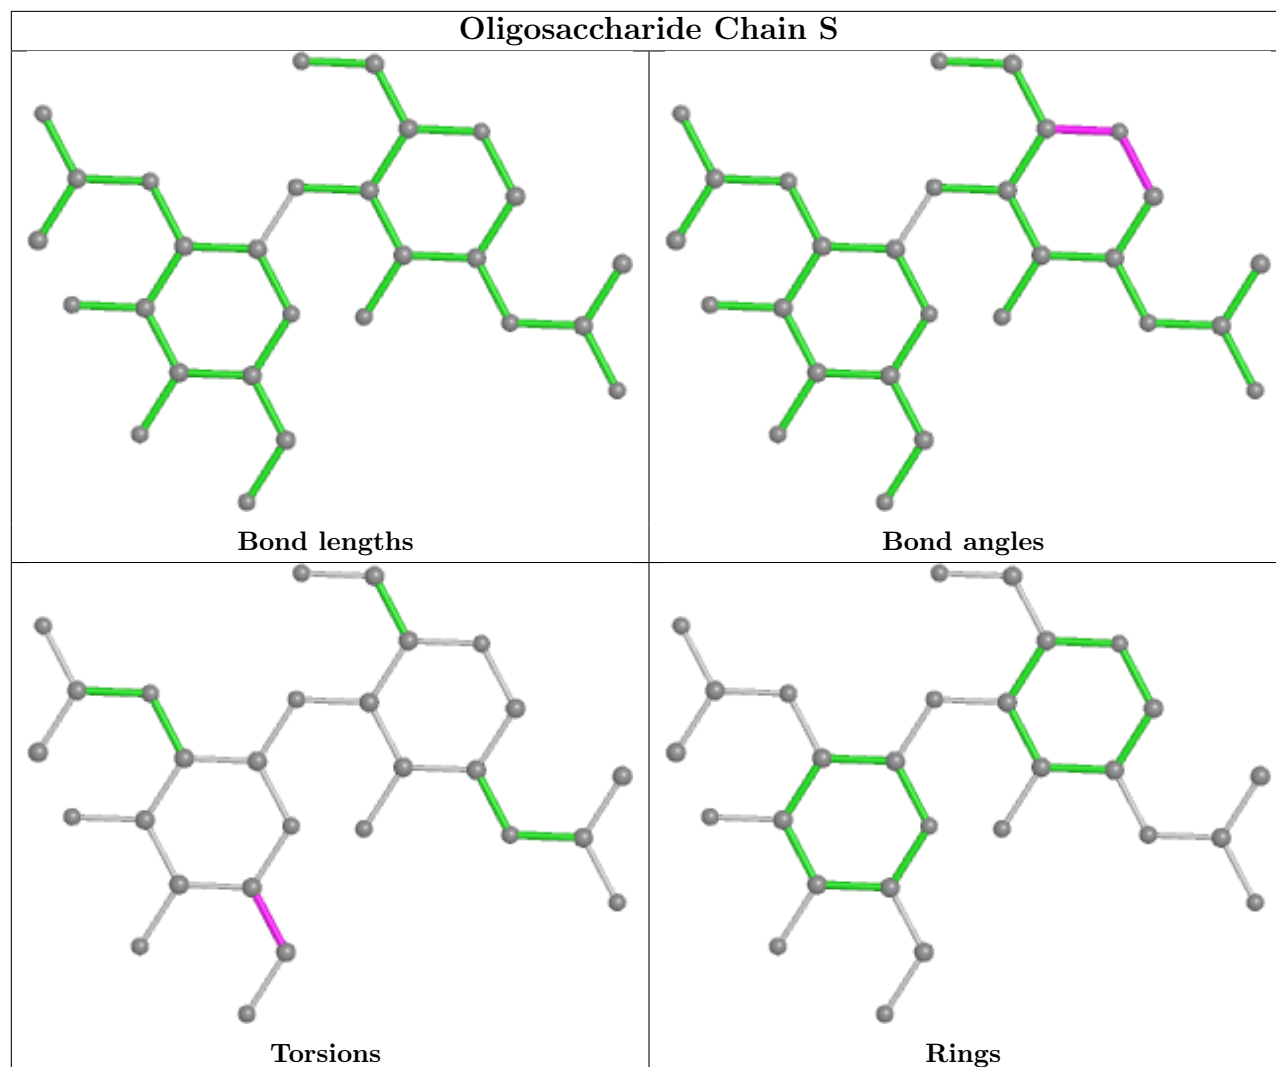 Oligosaccharide Chain S
Bond lengths
Bond angles
Torsions
Rings